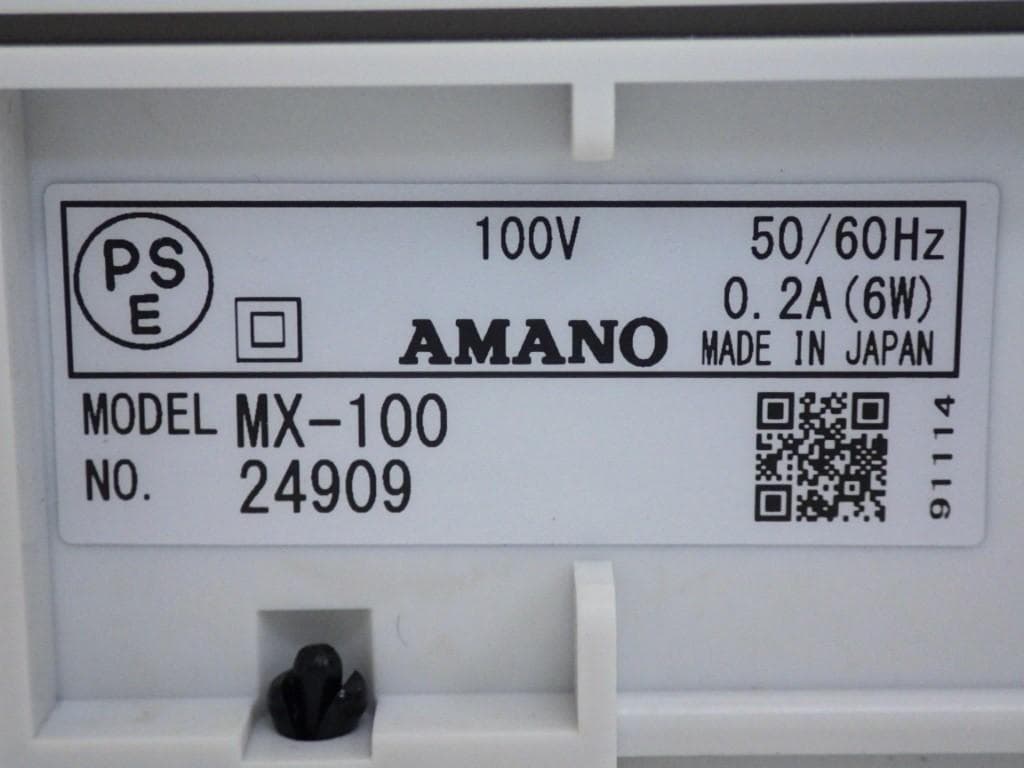 PS
E
100V
50/60Hz
0.2A(6W)
AMANO
MADE IN JAPAN
MODEL MX-100
NO. 24909
91114